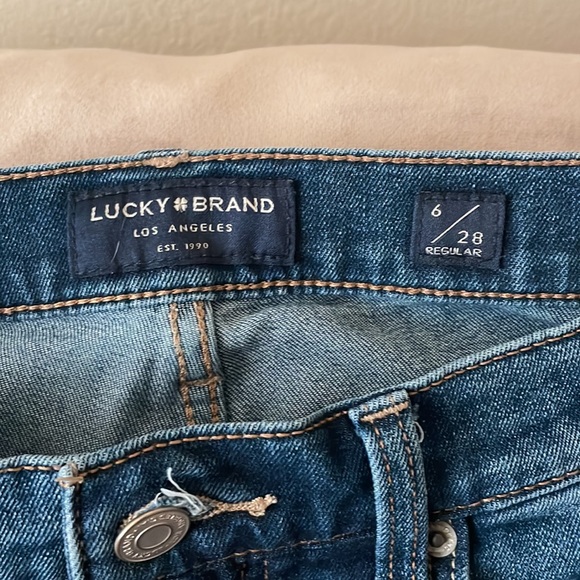 LUCKY BRAND
LOS ANGELES
EST. 1990
6/28
REGULAR